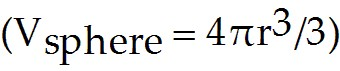 (Vsphere = 4πr³/3)